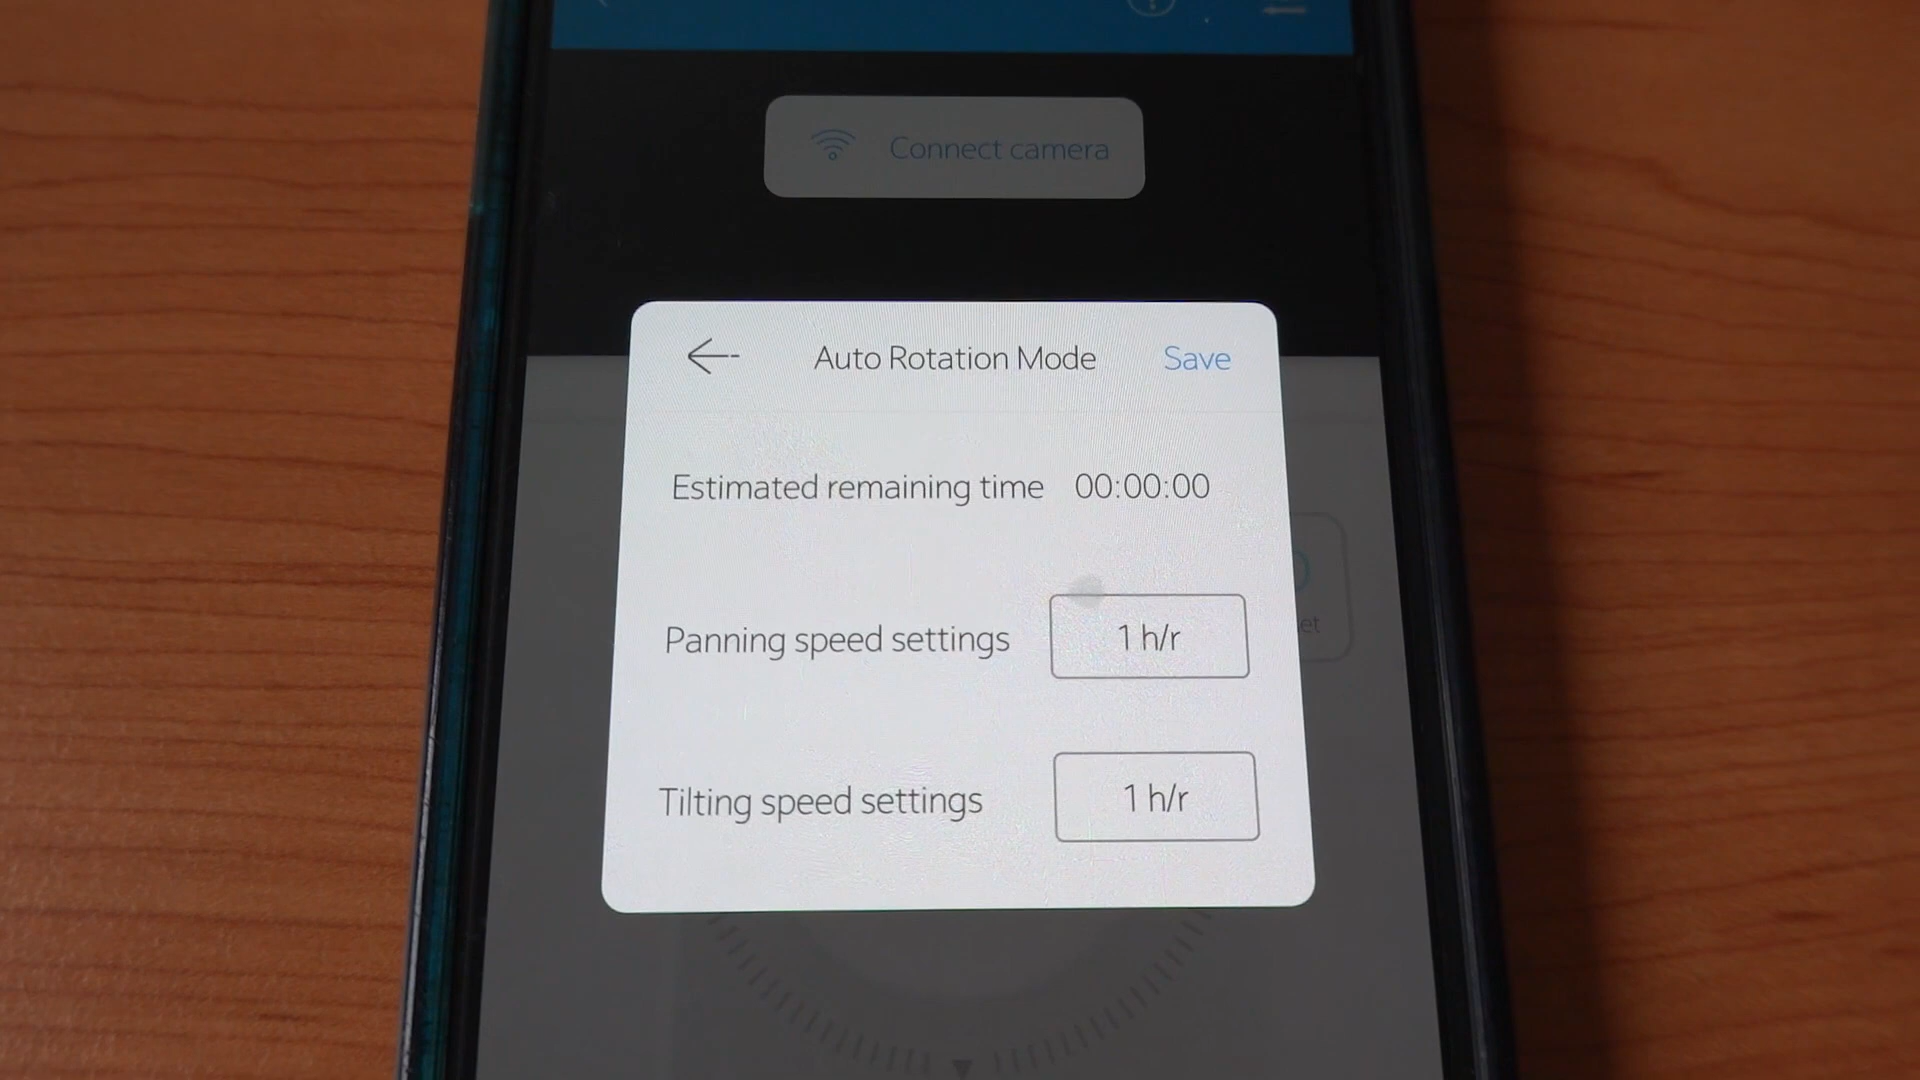 Connect camera
Auto Rotation Mode
Save
Estimated remaining time 00:00:00
Panning speed settings 1 h/r
Tilting speed settings 1 h/r